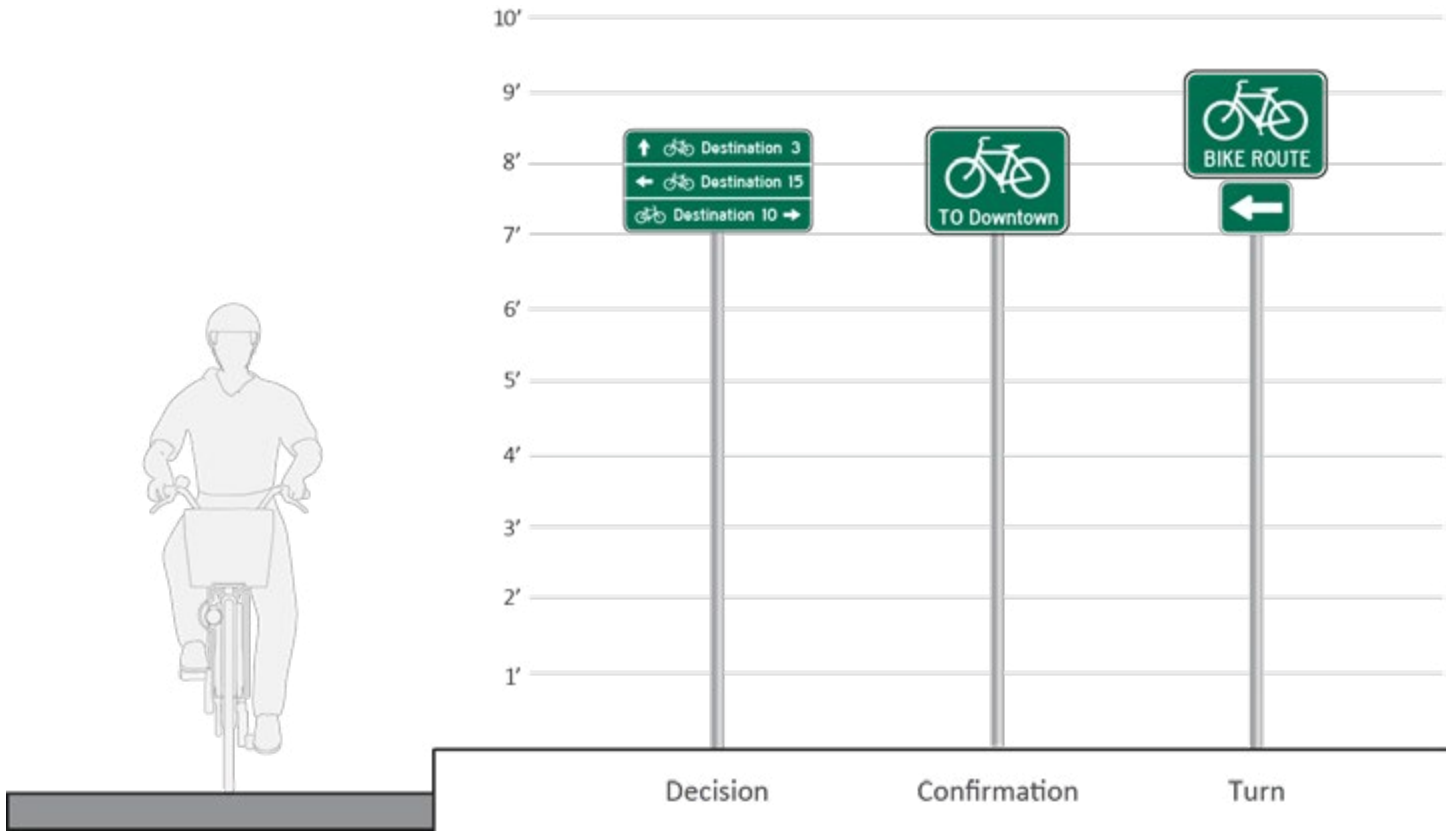 10’
9’
8’
7’
6’
5’
4’
3’
2’
1’
Destination 3
Destination 15
Destination 10
TO Downtown
BIKE ROUTE
Decision
Confirmation
Turn